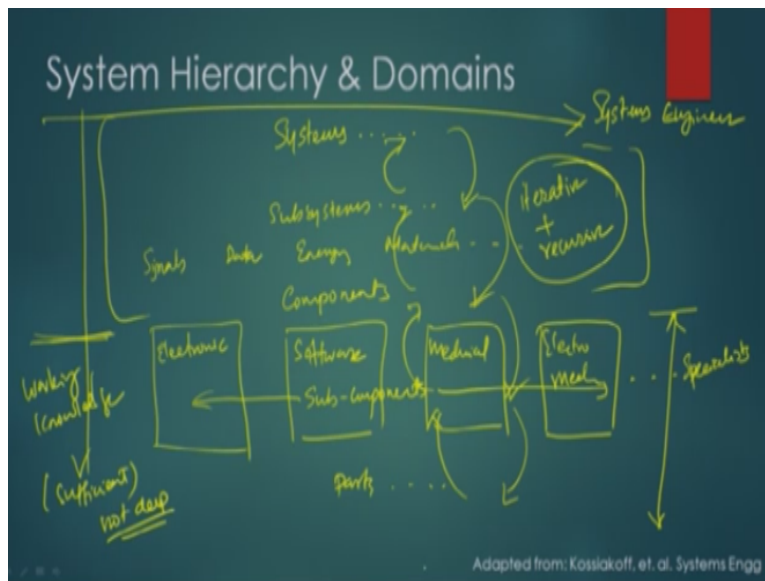 System Hierarchy & Domains
Systems Engineer
Systems .....
Subsystems ....
iterative
+
recursive
Signals Data Energy Materials ...
Components
Electronic Software Electro
Mech
Working
knowledge
Sub-components
... Specialists
(sufficient)
not deep
Parts .....
Adapted from: Kossiakoff, et. al. Systems Engg